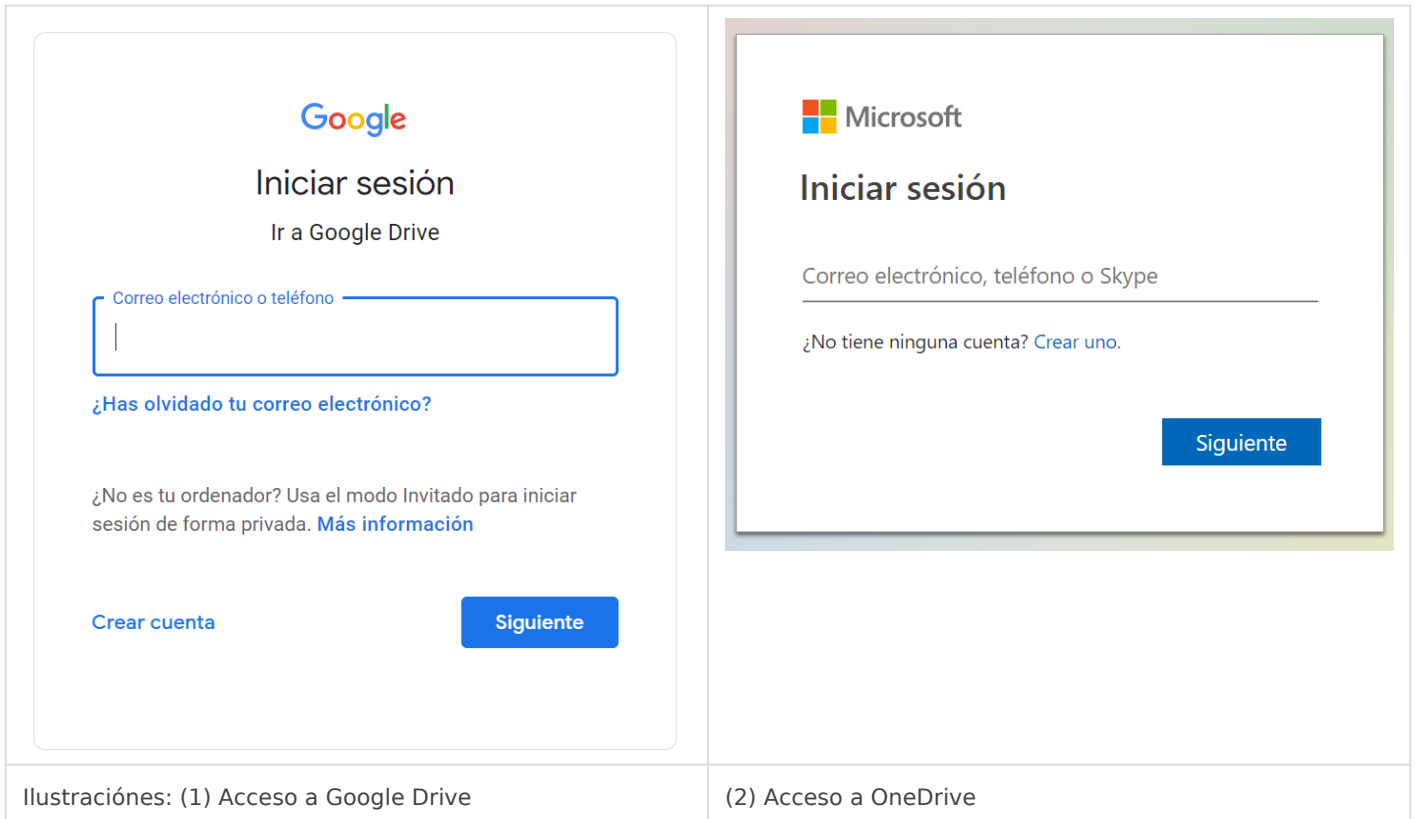 Google
Iniciar sesión
Ir a Google Drive
Correo electrónico o teléfono
¿Has olvidado tu correo electrónico?
¿No es tu ordenador? Usa el modo Invitado para iniciar
sesión de forma privada. Más información
Crear cuenta
Siguiente
Microsoft
Iniciar sesión
Correo electrónico, teléfono o Skype
¿No tiene ninguna cuenta? Crear uno.
Siguiente
Ilustraciónes: (1) Acceso a Google Drive
(2) Acceso a OneDrive